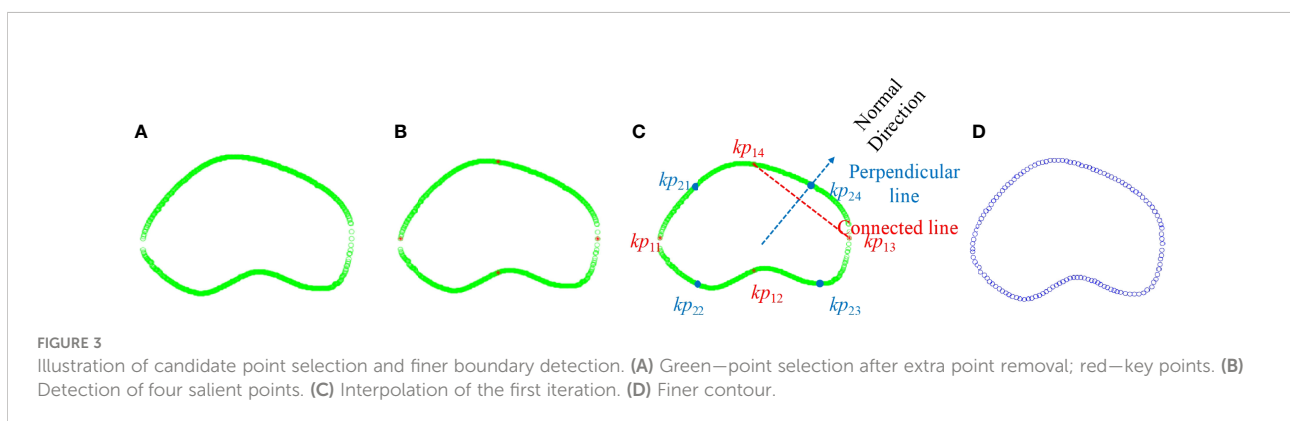 A
B
C
D
Normal
Direction
kp14
kp21
Perpendicular
line
kp24
Connected line
kp11
kp13
kp12
kp22
kp23
FIGURE 3
Illustration of candidate point selection and finer boundary detection. (A) Green—point selection after extra point removal; red—key points. (B)
Detection of four salient points. (C) Interpolation of the first iteration. (D) Finer contour.